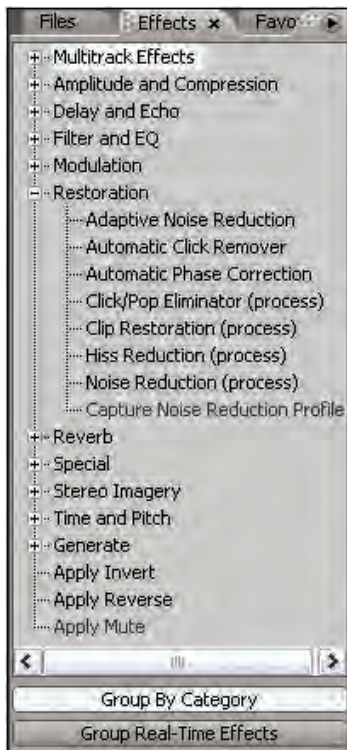 Files Effects × Favo
Multitrack Effects
Amplitude and Compression
Delay and Echo
Filter and EQ
Modulation
Restoration
Adaptive Noise Reduction
Automatic Click Remover
Automatic Phase Correction
Click/Pop Eliminator (process)
Clip Restoration (process)
Hiss Reduction (process)
Noise Reduction (process)
Capture Noise Reduction Profile
Reverb
Special
Stereo Imagery
Time and Pitch
Generate
Apply Invert
Apply Reverse
Apply Mute
Group By Category
Group Real-Time Effects